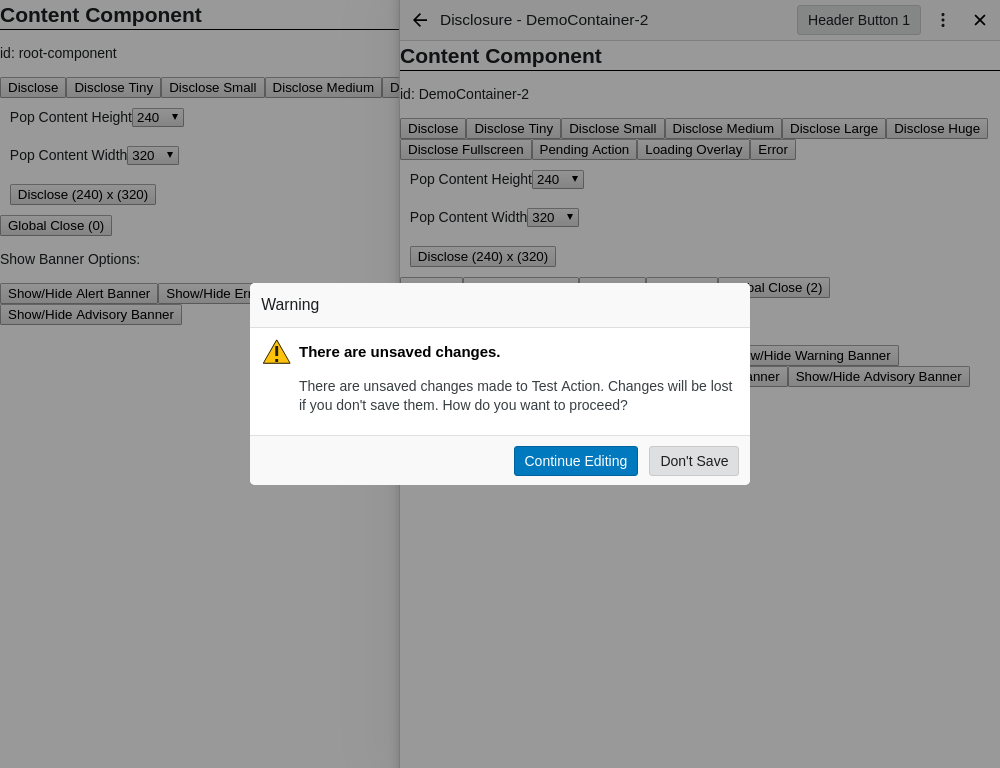 Content Component
id: root-component
Disclose Disclose Tiny Disclose Small Disclose Medium
Pop Content Height 240
Pop Content Width 320
Disclose (240) x (320)
Global Close (0)
Show Banner Options:
Show/Hide Alert Banner Show/Hide
Show/Hide Advisory Banner
Disclosure - DemoContainer-2 Header Button 1
Content Component
id: DemoContainer-2
Disclose Disclose Tiny Disclose Small Disclose Medium Disclose Large Disclose Huge
Disclose Fullscreen Pending Action Loading Overlay Error
Pop Content Height 240
Pop Content Width 320
Disclose (240) x (320)
Close (2)
Warning Banner
Show/Hide Advisory Banner
Warning
There are unsaved changes.
There are unsaved changes made to Test Action. Changes will be lost
if you don't save them. How do you want to proceed?
Continue Editing Don't Save